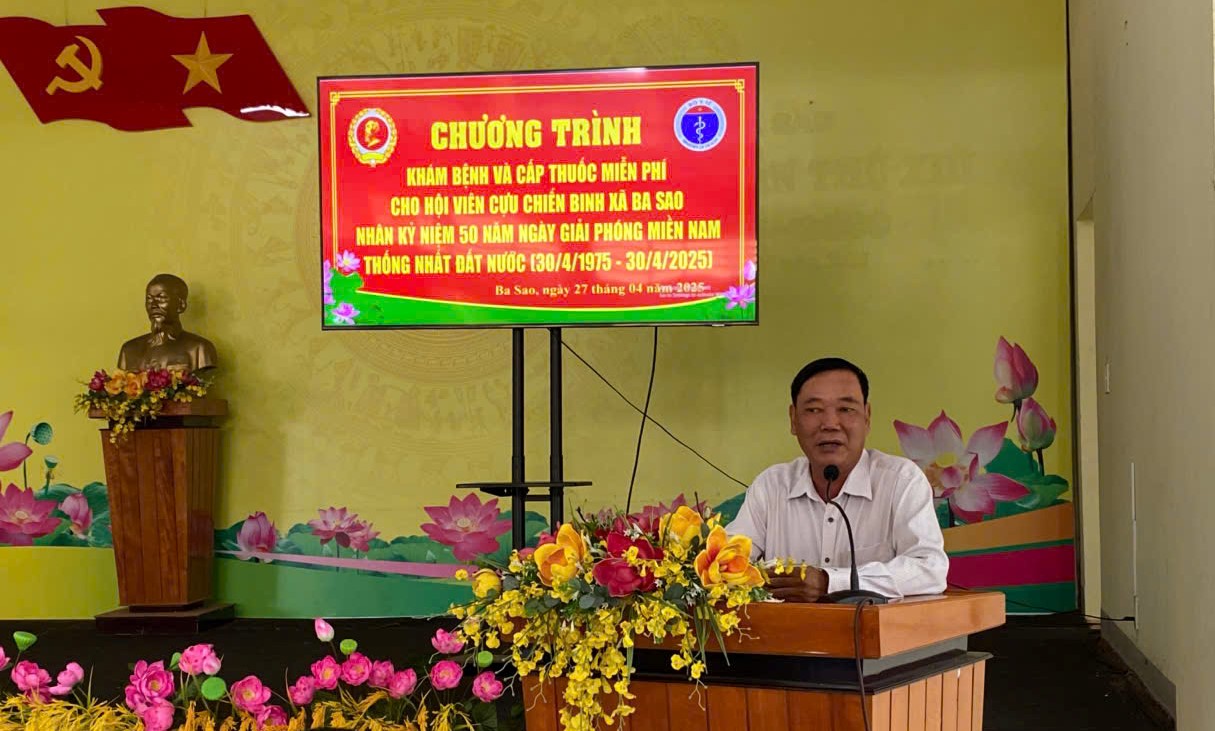 CHƯƠNG TRÌNH
KHÁM BỆNH VÀ CẤP THUỐC MIỄN PHÍ
CHO HỘI VIÊN CỰU CHIẾN BINH XÃ BA SAO
NHÂN KỶ NIỆM 50 NĂM NGÀY GIẢI PHÓNG MIỀN NAM
THỐNG NHẤT ĐẤT NƯỚC (30/4/1975 - 30/4/2025)
Ba Sao, ngày 27 tháng 04 năm 2025